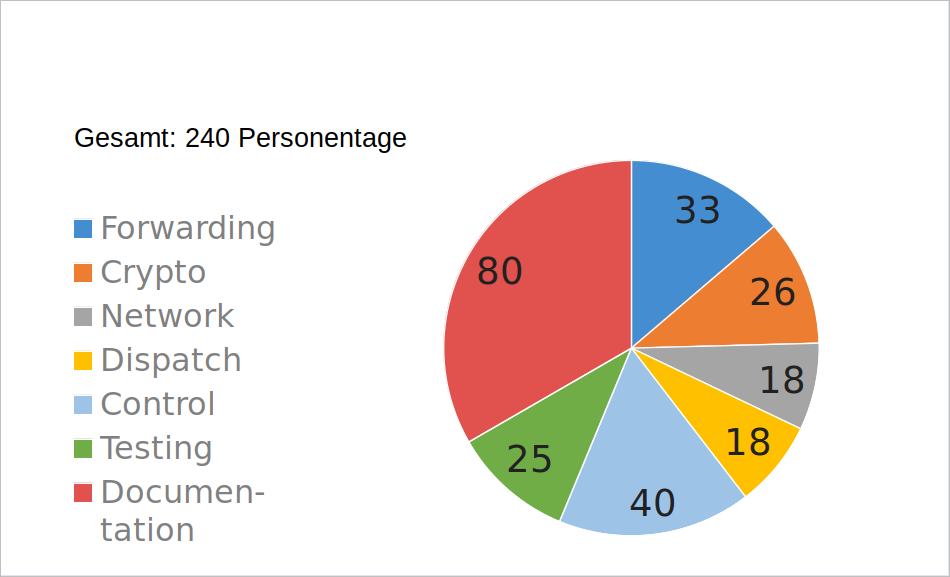 Gesamt: 240 Personentage
Forwarding
Crypto
Network
Dispatch
Control
Testing
Documen-
tation
33
26
18
18
40
25
80